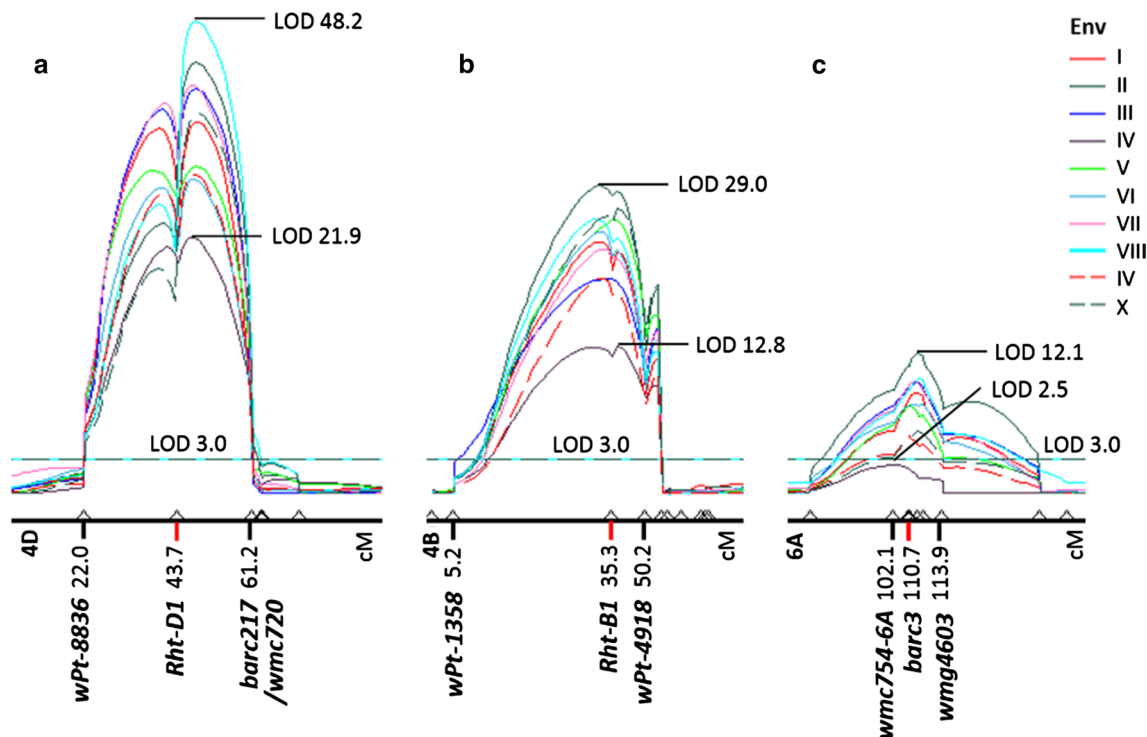 a
LOD 48.2
LOD 21.9
LOD 3.0
4D
cM
22.0
43.7
61.2
wPt-8836
Rht-D1
barc217
/wmc720
b
LOD 29.0
LOD 12.8
LOD 3.0
4B
cM
5.2
35.3
50.2
wPt-1358
Rht-B1
wPt-4918
c
LOD 12.1
LOD 2.5
LOD 3.0
6A
cM
102.1
110.7
113.9
wmc754-6A
barc3
wmg4603
Env
I
II
III
IV
V
VI
VII
VIII
IV
X